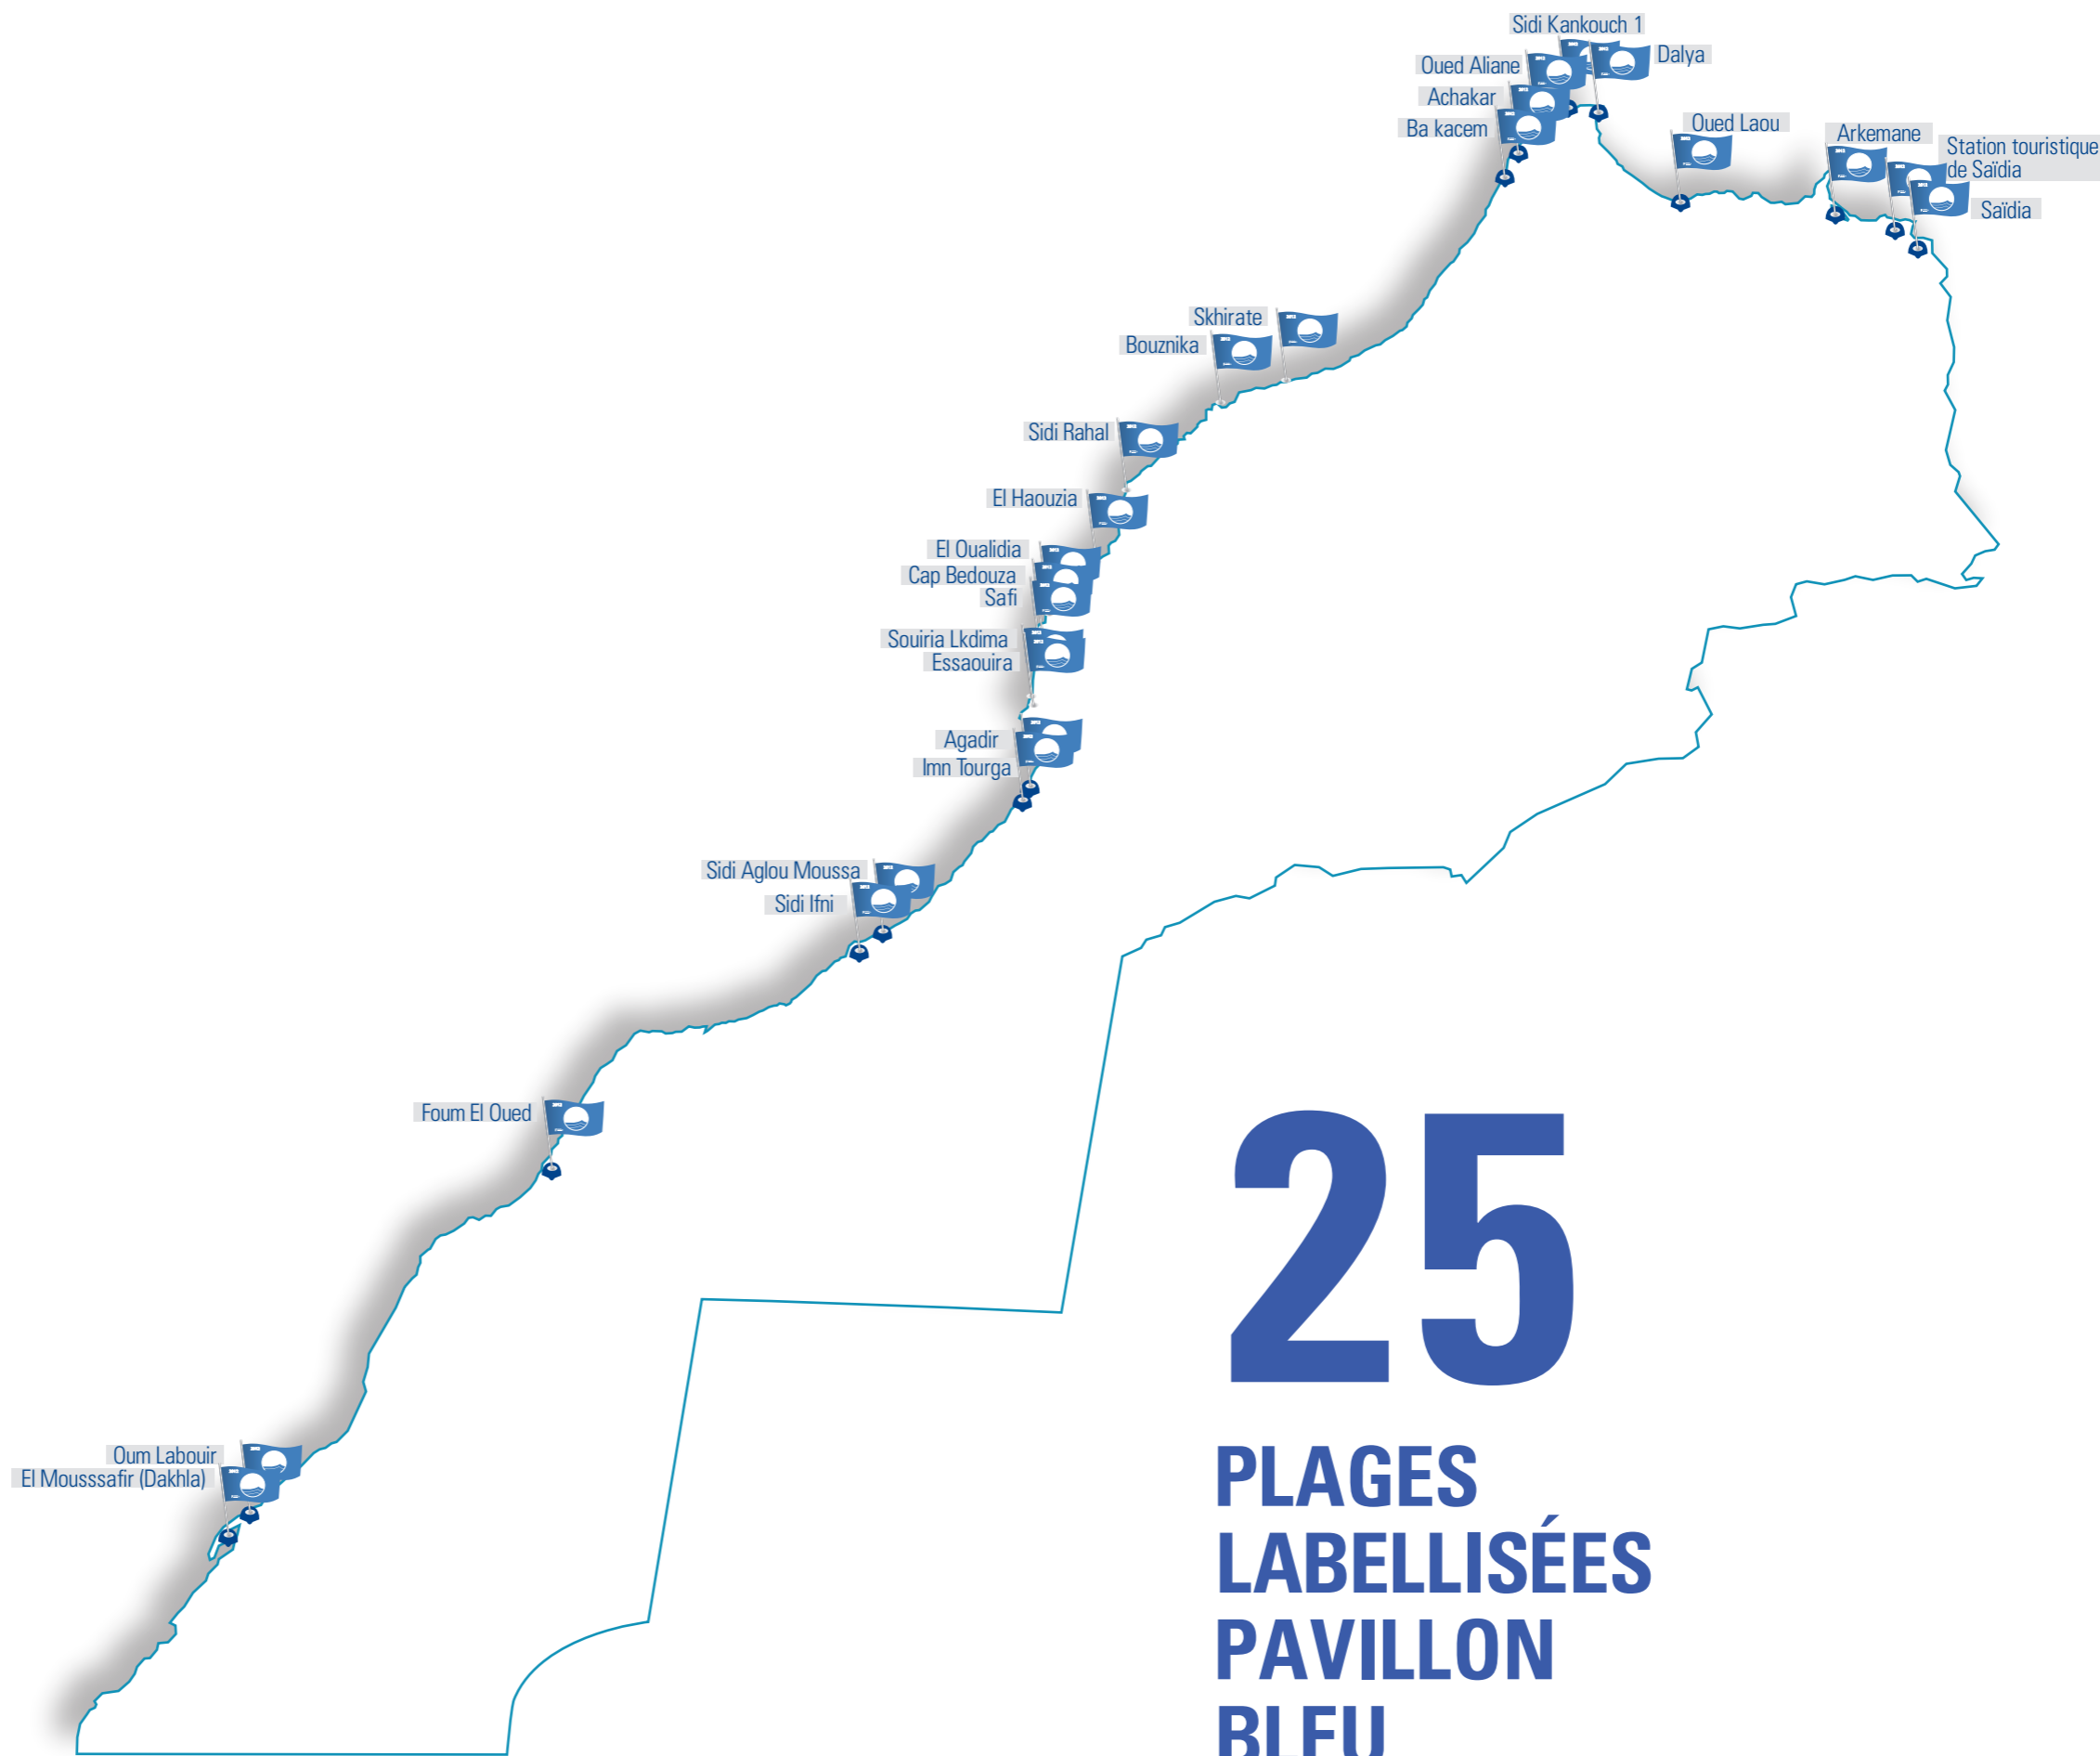 Sidi Kankouch 1
Dalya
Oued Aliane
Achakar
Ba kacem
Oued Laou
Arkemane
Station touristique
de Saïdia
Saïdia
Skhirate
Bouznika
Sidi Rahal
El Haouzia
El Oualidia
Cap Bedouza
Safi
Souiria Lkdima
Essaouira
Agadir
Imn Tourga
Sidi Aglou Moussa
Sidi Ifni
Foum El Oued
Oum Labouir
El Mousssafir (Dakhla)
25
PLAGES
LABELLISÉES
PAVILLON
BLEU